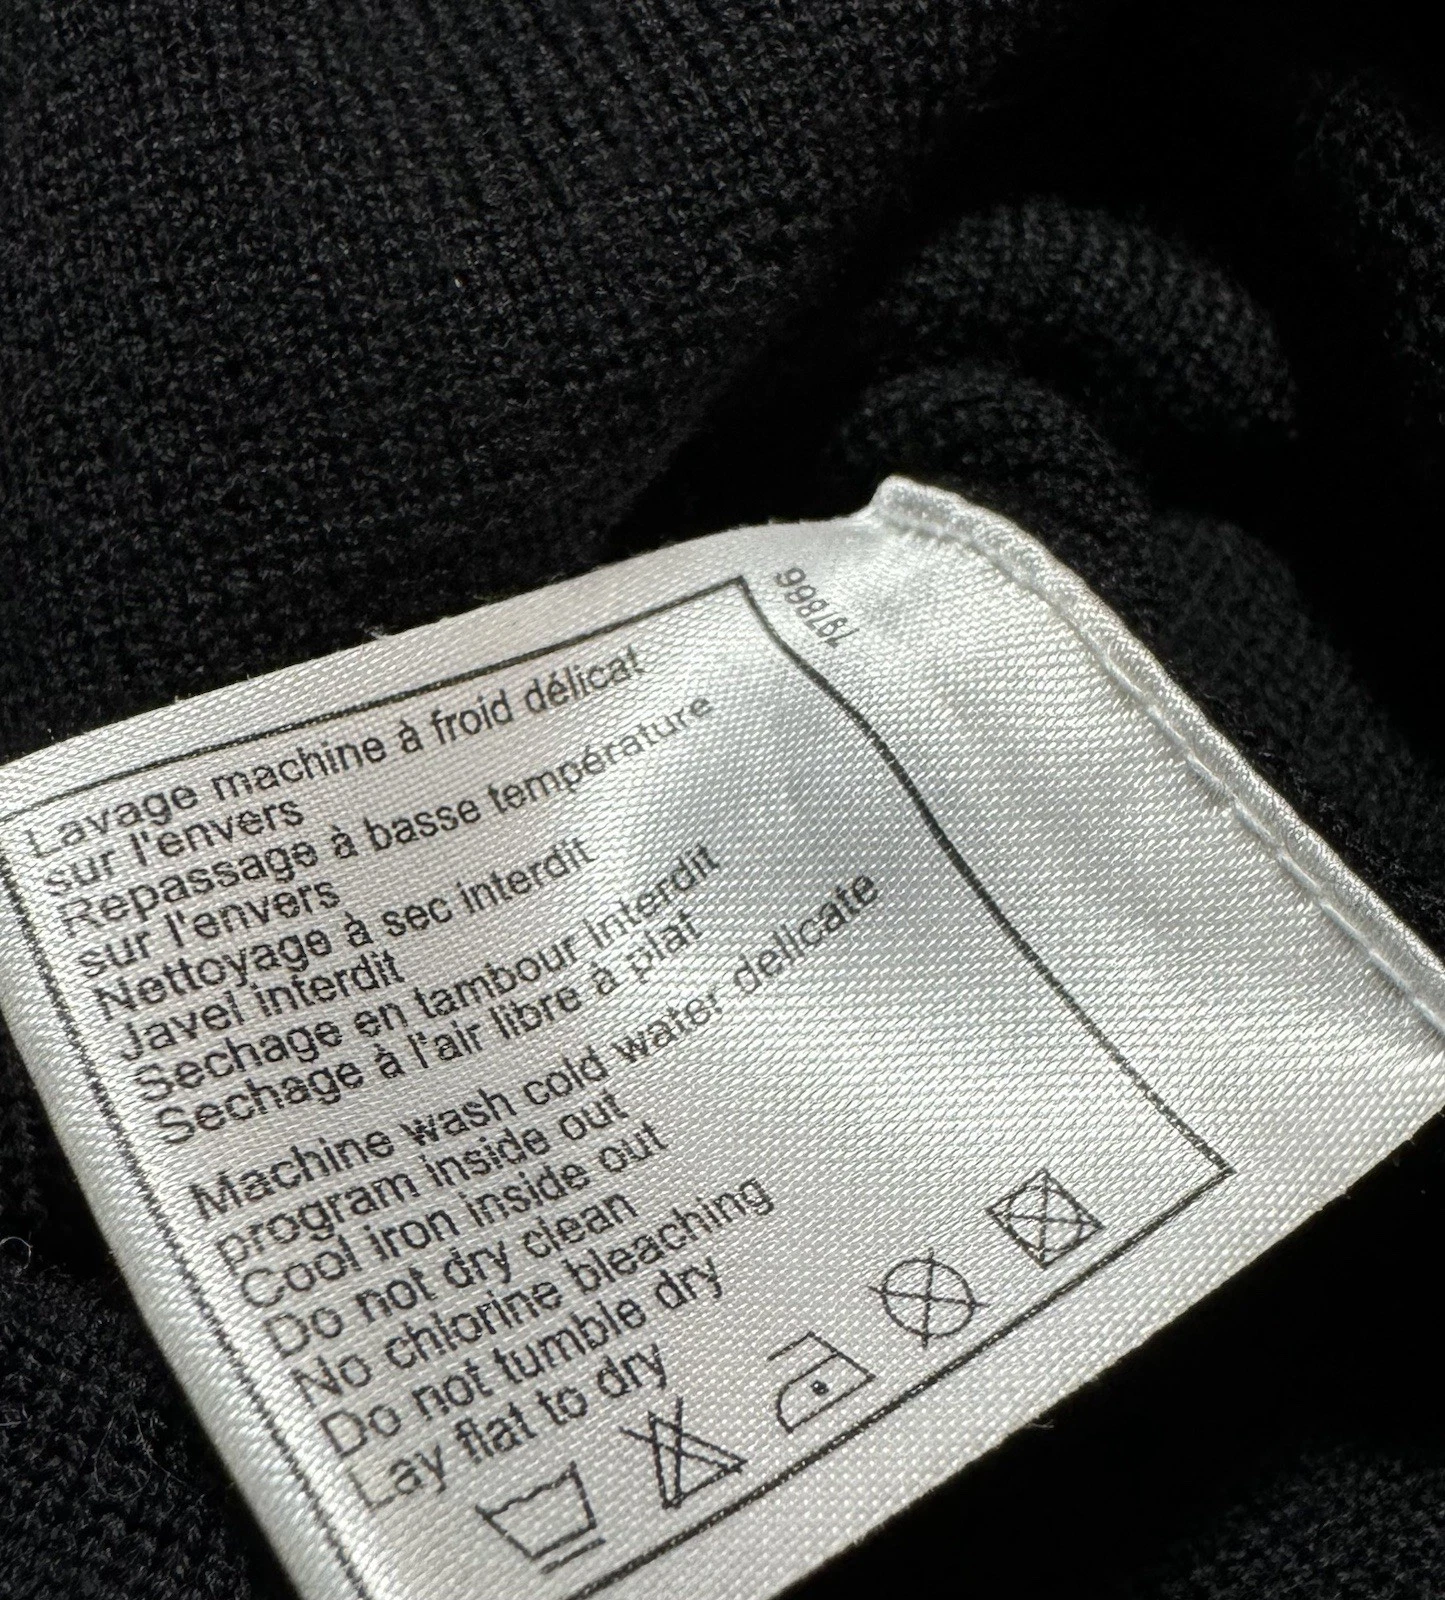 797866
Lavage machine à froid délicat
sur l'envers
Repassage à basse température
sur l'envers
Nettoyage à sec interdit
Javel interdit
Sechage en tambour interdit
Sechage à l'air libre à plat
Machine wash cold water delicate
program inside out
Cool iron inside out
Do not dry clean
No chlorine bleaching
Do not tumble dry
Lay flat to dry